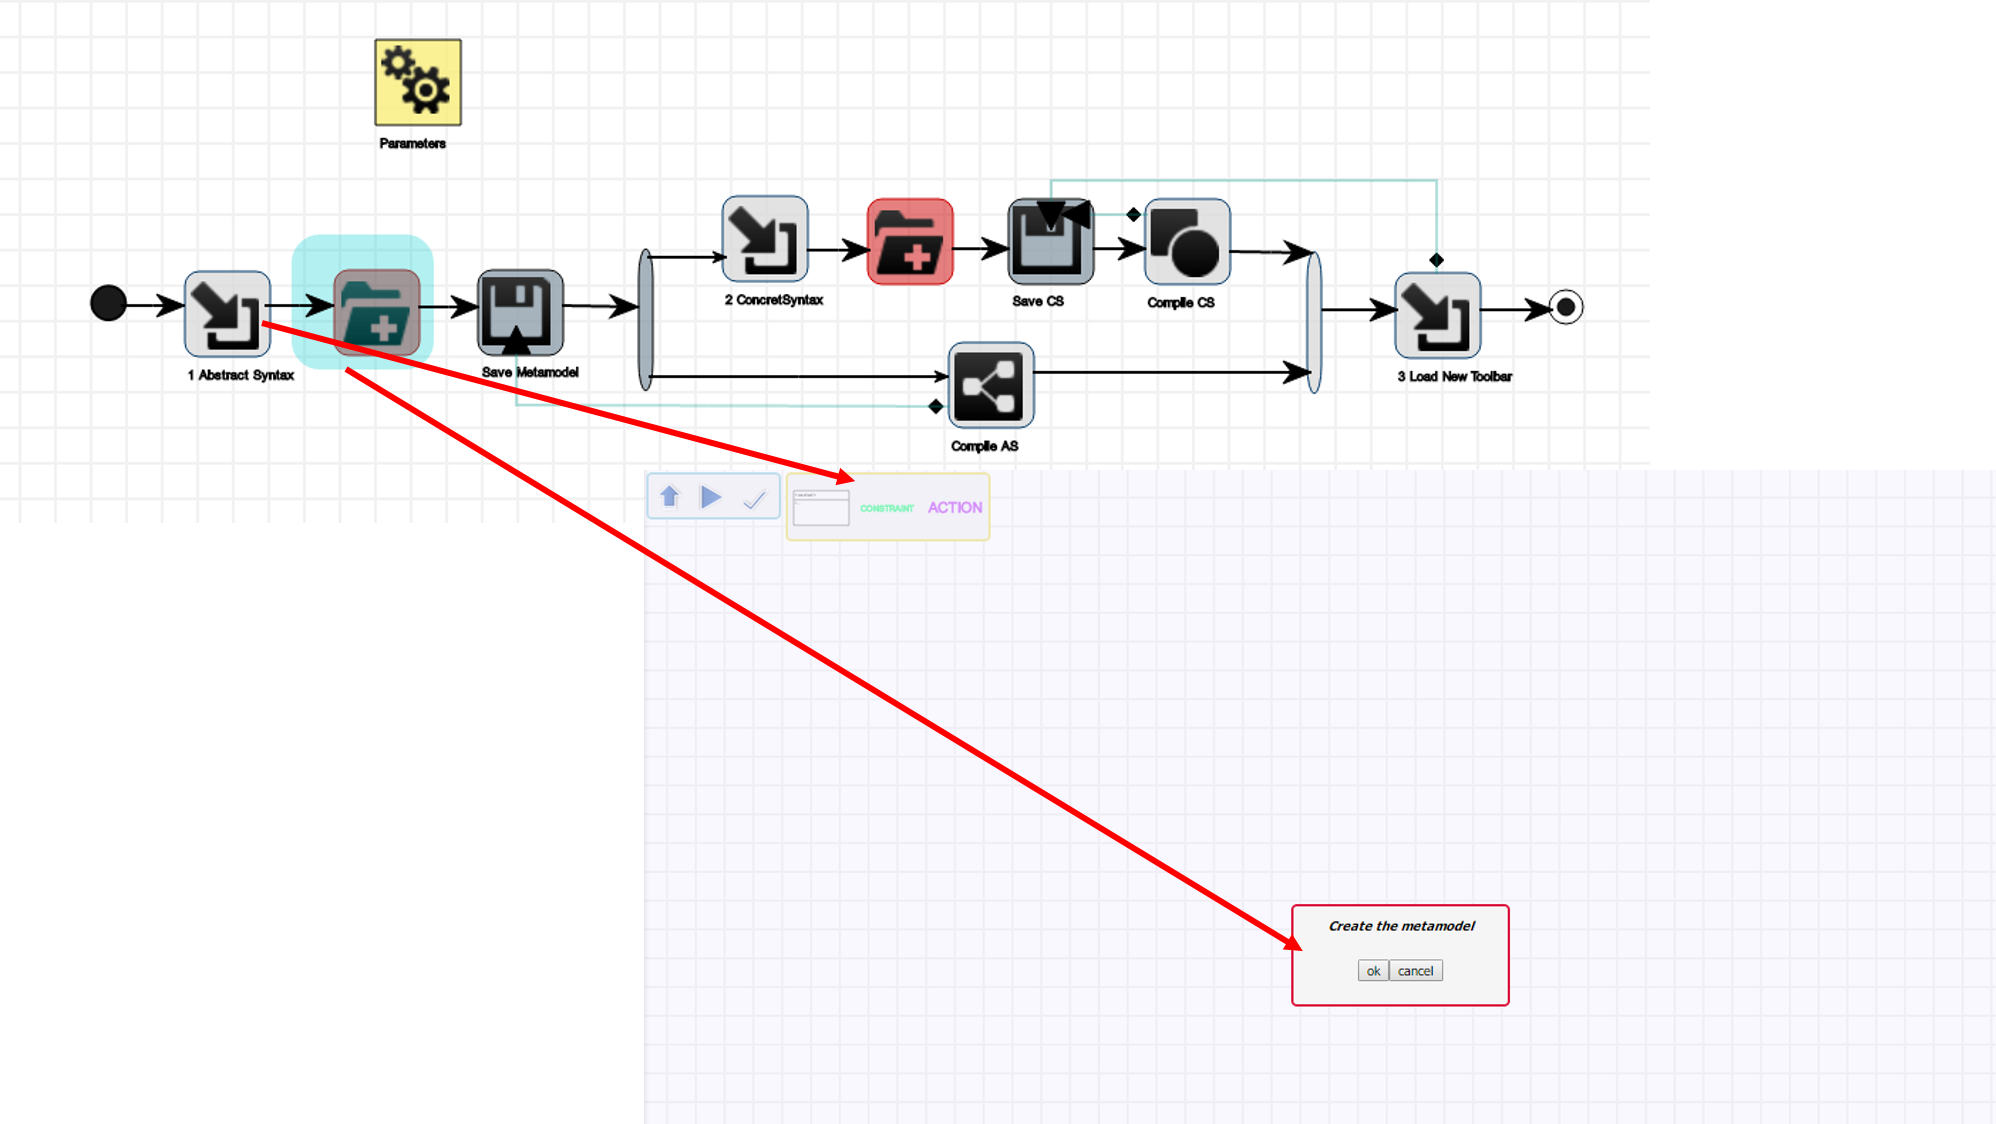 Parameters
2 ConcretSyntax
Save CS
Compile CS
1 Abstract Syntax
Save Metamodel
3 Load New Toolbar
Compile AS
CONSTRAINT
ACTION
Create the metamodel
ok
cancel